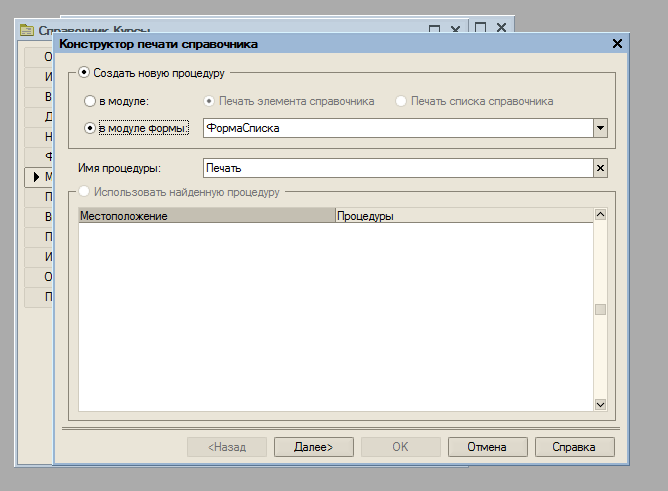 Справочник Курсы
Конструктор печати справочника
Создать новую процедуру
в модуле: Печать элемента справочника Печать списка справочника
в модуле формы: ФормаСписка
Имя процедуры: Печать
Использовать найденную процедуру
Местоположение Процедуры
О
И
В
Д
Н
Ф
М
П
В
П
И
О
П
<Назад Далее> OK Отмена Справка